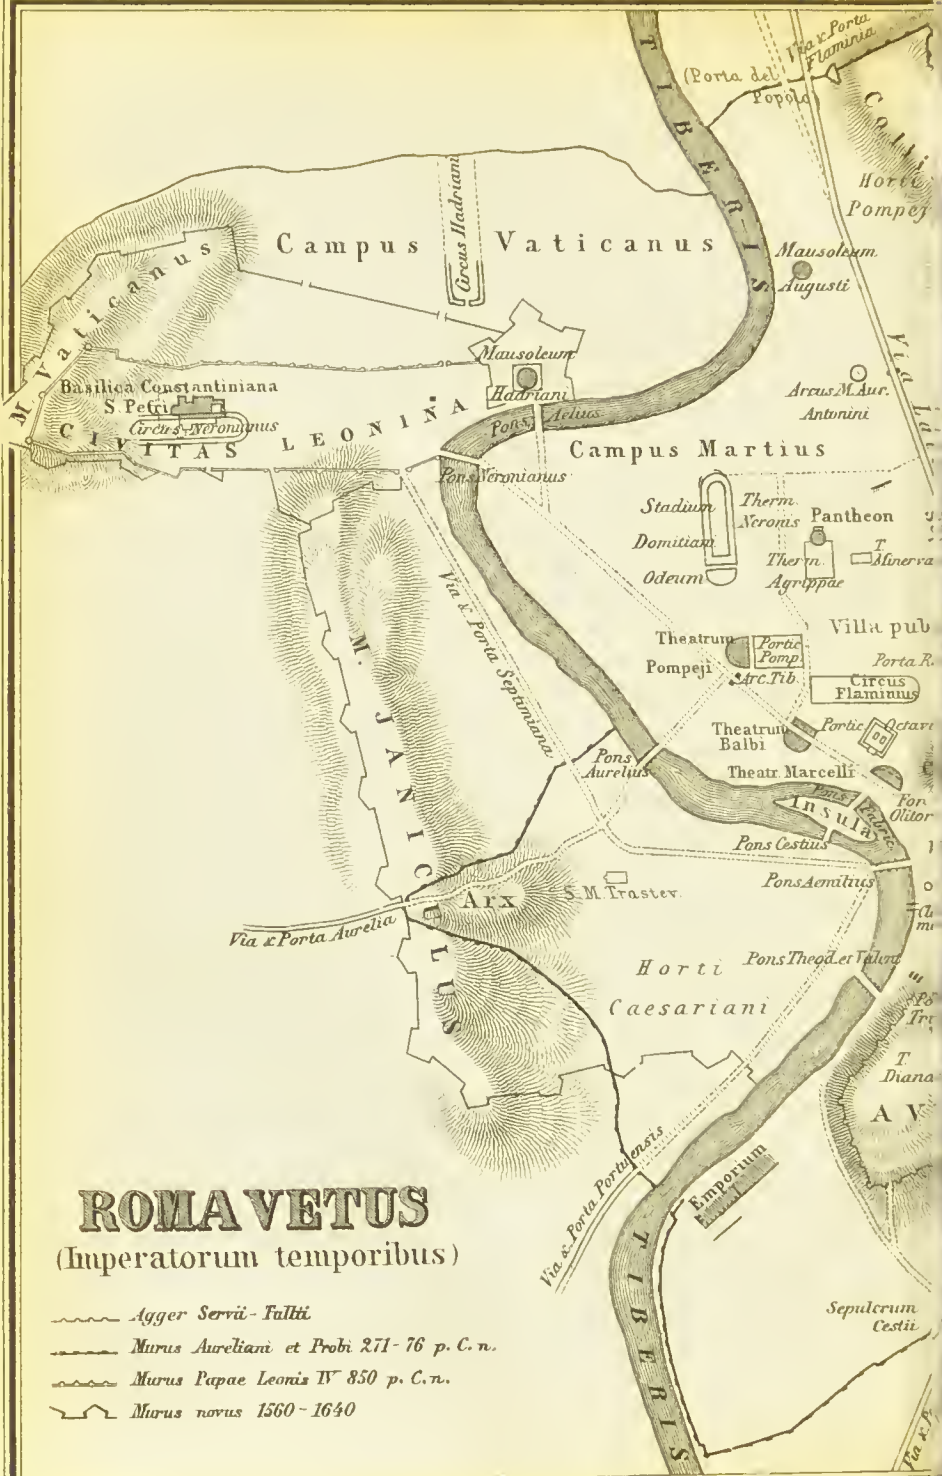 TIBERIS
Via & Porta
Flaminia
(Porta del
Popolo)
Colli
Horti
Pompej
Campus Vaticanus
Circus Hadriani
Mausoleum
Augusti
M. Vaticanus
Via Lat
Mausoleum
Hadriani
Arcus M. Aur.
Antonini
Basilica Constantiniana
S. Petri
Circus Neronianus
CIVITAS LEONINA
Pons Aelius
Campus Martius
Pons Neronianus
Stadium
Domitiani
Odeum
Therm.
Neronis
Pantheon
Therm.
Agrippae
T.
Minerva
Via & Porta Septimiana
Villa pub
Theatrum
Pompeji
Portic.
Pomp.
Arc. Tib.
Porta R.
Circus
Flaminius
M. JANICULUS
Theatrum
Balbi
Portic. Octavi
Pons
Aurelius
Theatr. Marcelli
Pons Fabric.
Insula
For
Olitor
Pons Cestius
Pons Aemilius
Arx
S. M. Trastev.
Via & Porta Aurelia
Pons Theod. et Valent
Horti
Caesariani
T.
Diana
AV
Via & Porta Portuensis
Emporium
TIBERIS
Sepulcrum
Cestii
Via & P.
ROMA VETUS
(Imperatorum temporibus)
Agger Servii-Tullii
Murus Aureliani et Probi 271-76 p. C. n.
Murus Papae Leonis IV 850 p. C. n.
Murus novus 1560-1640